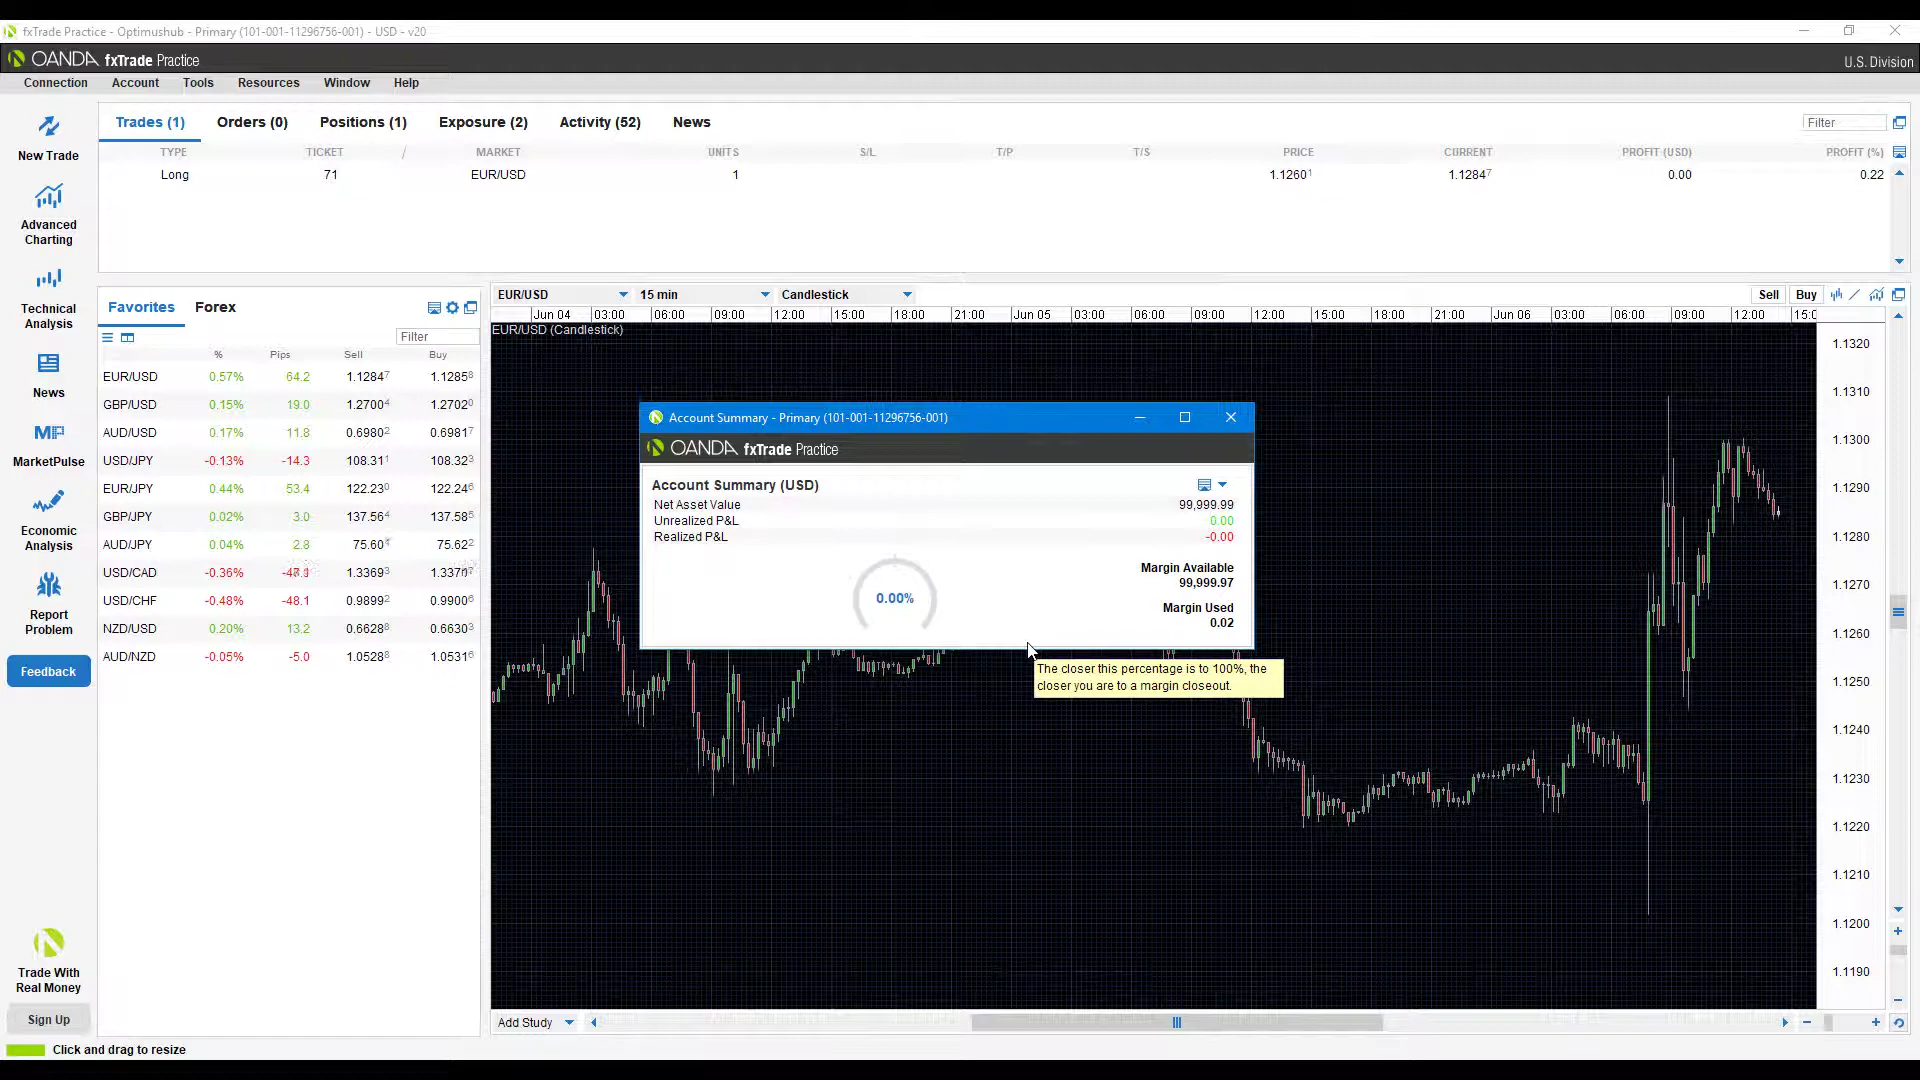 fxTrade Practice - Optimushub - Primary (101-001-11296756-001) - USD - v20
OANDA fxTrade Practice
U.S. Division
Connection Account Tools Resources Window Help
New Trade
Advanced
Charting
Technical
Analysis
News
MarketPulse
Economic
Analysis
Report
Problem
Feedback
Trade With
Real Money
Sign Up
Trades (1) Orders (0) Positions (1) Exposure (2) Activity (52) News
Filter
TYPE TICKET / MARKET UNITS S/L T/P T/S PRICE CURRENT PROFIT (USD) PROFIT (%)
Long 71 EUR/USD 1 1.1260¹ 1.1284⁷ 0.00 0.22
Favorites Forex
Filter
% Pips Sell Buy
EUR/USD 0.57% 64.2 1.1284⁷ 1.1285⁸
GBP/USD 0.15% 19.0 1.2700⁴ 1.2702⁰
AUD/USD 0.17% 11.8 0.6980² 0.6981⁷
USD/JPY -0.13% -14.3 108.31¹ 108.32³
EUR/JPY 0.44% 53.4 122.23⁰ 122.24⁶
GBP/JPY 0.02% 3.0 137.56⁴ 137.58⁵
AUD/JPY 0.04% 2.8 75.60⁴ 75.62²
USD/CAD -0.36% 1.3369³
USD/CHF -0.48% -48.1 0.9899² 0.9900⁶
NZD/USD 0.20% 13.2 0.6628⁸ 0.6630³
AUD/NZD -0.05% -5.0 1.0528⁸ 1.0531⁶
EUR/USD 15 min Candlestick Sell Buy
Jun 04 03:00 06:00 09:00 12:00 15:00 18:00 21:00 Jun 05 03:00 06:00 09:00 12:00 15:00 18:00 21:00 Jun 06 03:00 06:00 09:00 12:00
EUR/USD (Candlestick)
1.1320
1.1310
1.1300
1.1290
1.1280
1.1270
1.1260
1.1250
1.1240
1.1230
1.1220
1.1210
1.1200
1.1190
Account Summary - Primary (101-001-11296756-001)
OANDA fxTrade Practice
Account Summary (USD)
Net Asset Value 99,999.99
Unrealized P&L 0.00
Realized P&L -0.00
0.00%
Margin Available
99,999.97
Margin Used
0.02
The closer this percentage is to 100%, the
closer you are to a margin closeout.
Add Study
Click and drag to resize